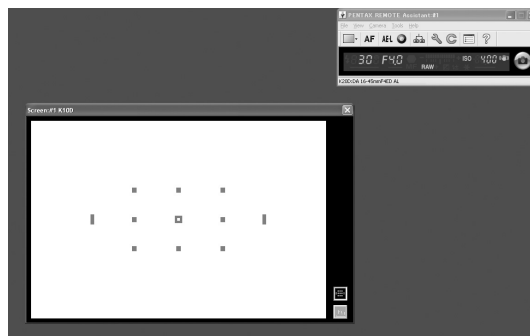 PENTAX REMOTE Assistant:#1
File View Camera Tools Help
AF AEL
30 F4.0 RAW ISO 400
K20D:DA 16-45mmF4ED AL
Screen:#1 K10D